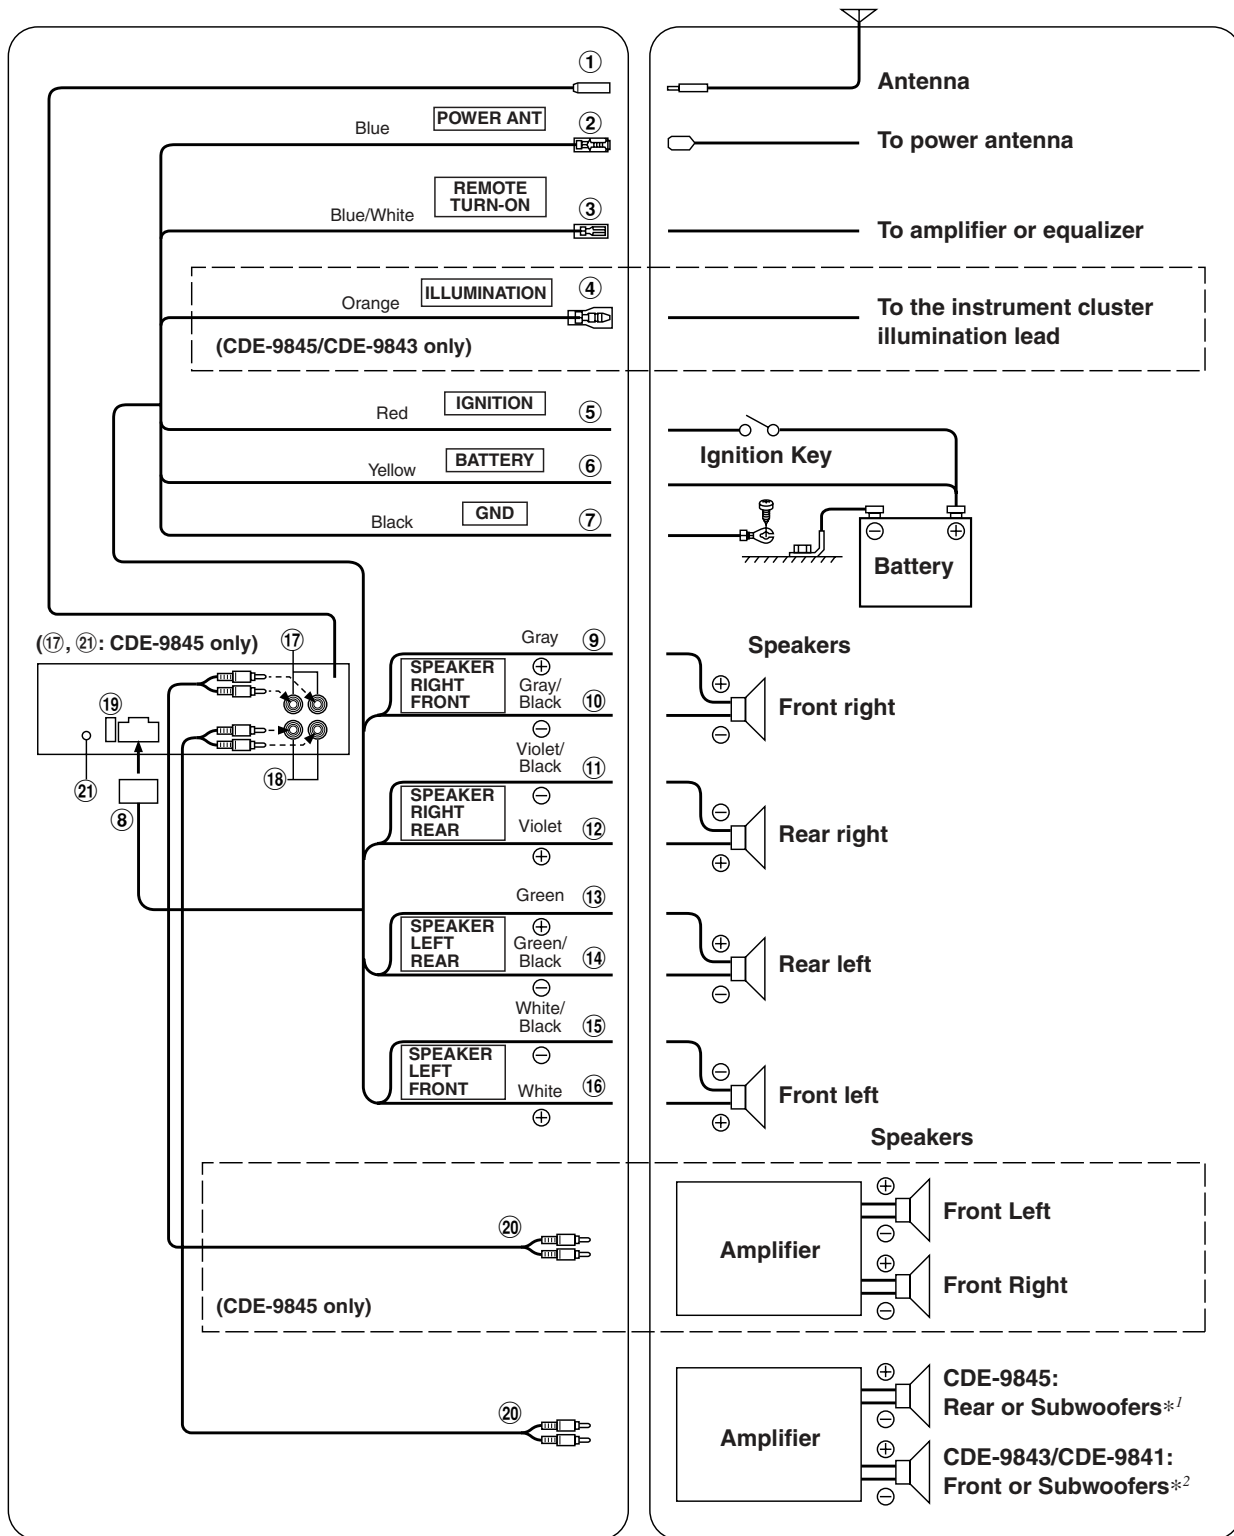 ①
Antenna
POWER ANT
②
Blue
To power antenna
REMOTE
TURN-ON
③
Blue/White
To amplifier or equalizer
ILLUMINATION
④
Orange
To the instrument cluster
illumination lead
(CDE-9845/CDE-9843 only)
IGNITION
⑤
Red
Ignition Key
BATTERY
⑥
Yellow
GND
⑦
Black
⊖ ⊕
Battery
(⑰, ㉑: CDE-9845 only)
⑰
⑲
⑱
㉑
⑧
Speakers
Gray
⑨
⊕
SPEAKER
RIGHT
FRONT
Gray/
Black
⑩
⊖
⊕
Front right
⊖
Violet/
Black
⑪
⊖
SPEAKER
RIGHT
REAR
Violet
⑫
⊕
⊖
Rear right
⊕
Green
⑬
⊕
SPEAKER
LEFT
REAR
Green/
Black
⑭
⊖
⊕
Rear left
⊖
White/
Black
⑮
⊖
SPEAKER
LEFT
FRONT
White
⑯
⊕
⊖
Front left
⊕
Speakers
⑳
Amplifier
⊕
Front Left
⊖
⊕
Front Right
⊖
(CDE-9845 only)
⑳
Amplifier
⊕
CDE-9845:
Rear or Subwoofers*1
⊖
⊕
CDE-9843/CDE-9841:
Front or Subwoofers*2
⊖